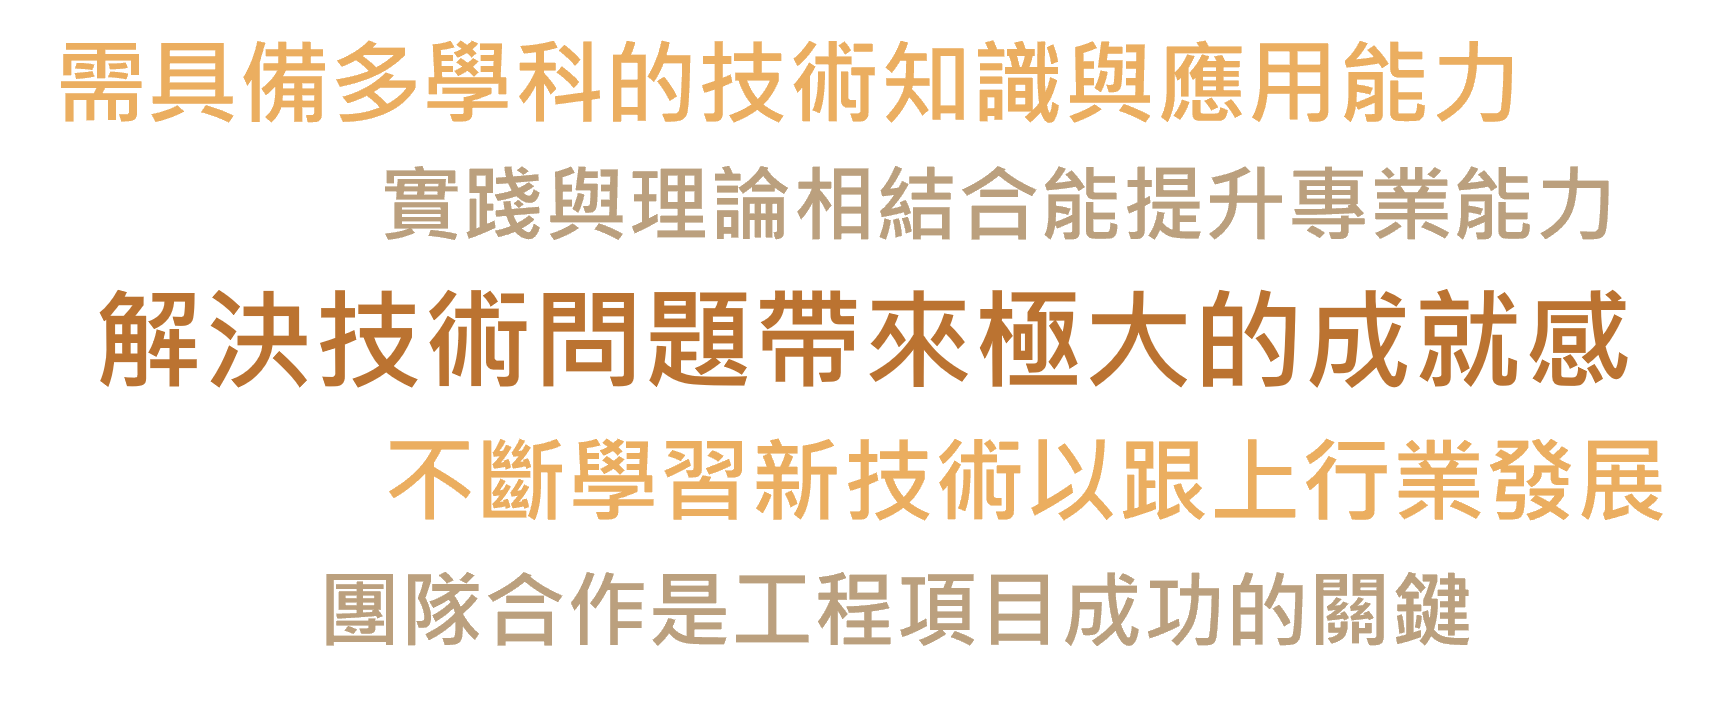 需具備多學科的技術知識與應用能力
實踐與理論相結合能提升專業能力
解決技術問題帶來極大的成就感
不斷學習新技術以跟上行業發展
團隊合作是工程項目成功的關鍵